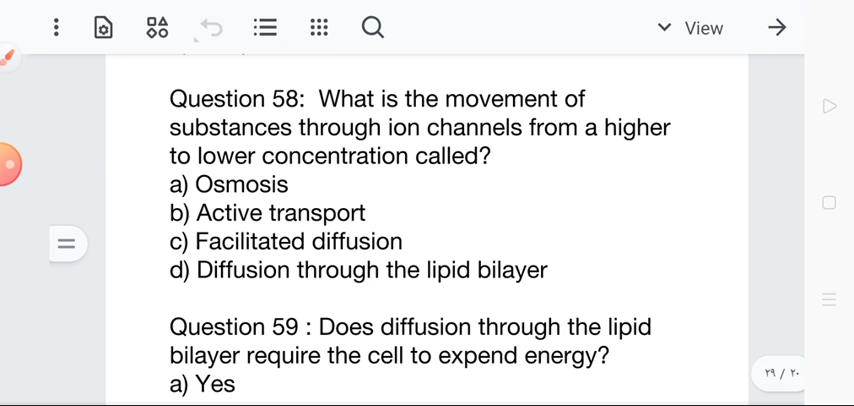 View
Question 58:  What is the movement of
substances through ion channels from a higher
to lower concentration called?
a) Osmosis
b) Active transport
c) Facilitated diffusion
d) Diffusion through the lipid bilayer
Question 59 : Does diffusion through the lipid
bilayer require the cell to expend energy?
a) Yes
٢٩ / ٢٠